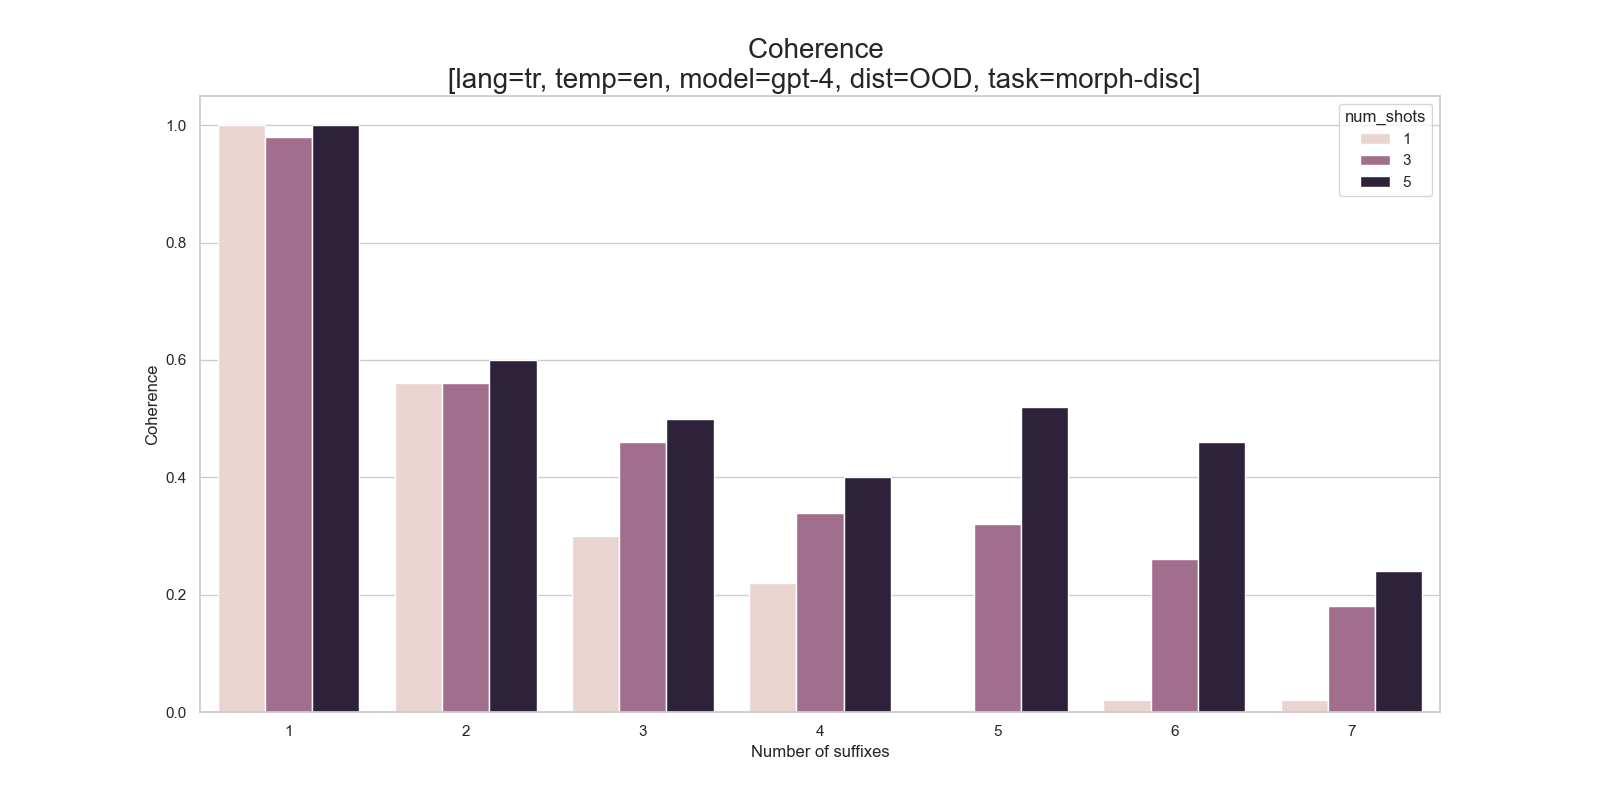 Coherence
[lang=tr, temp=en, model=gpt-4, dist=OOD, task=morph-disc]
num_shots
1
3
5
Coherence
1.0
0.8
0.6
0.4
0.2
0.0
1 2 3 4 5 6 7
Number of suffixes